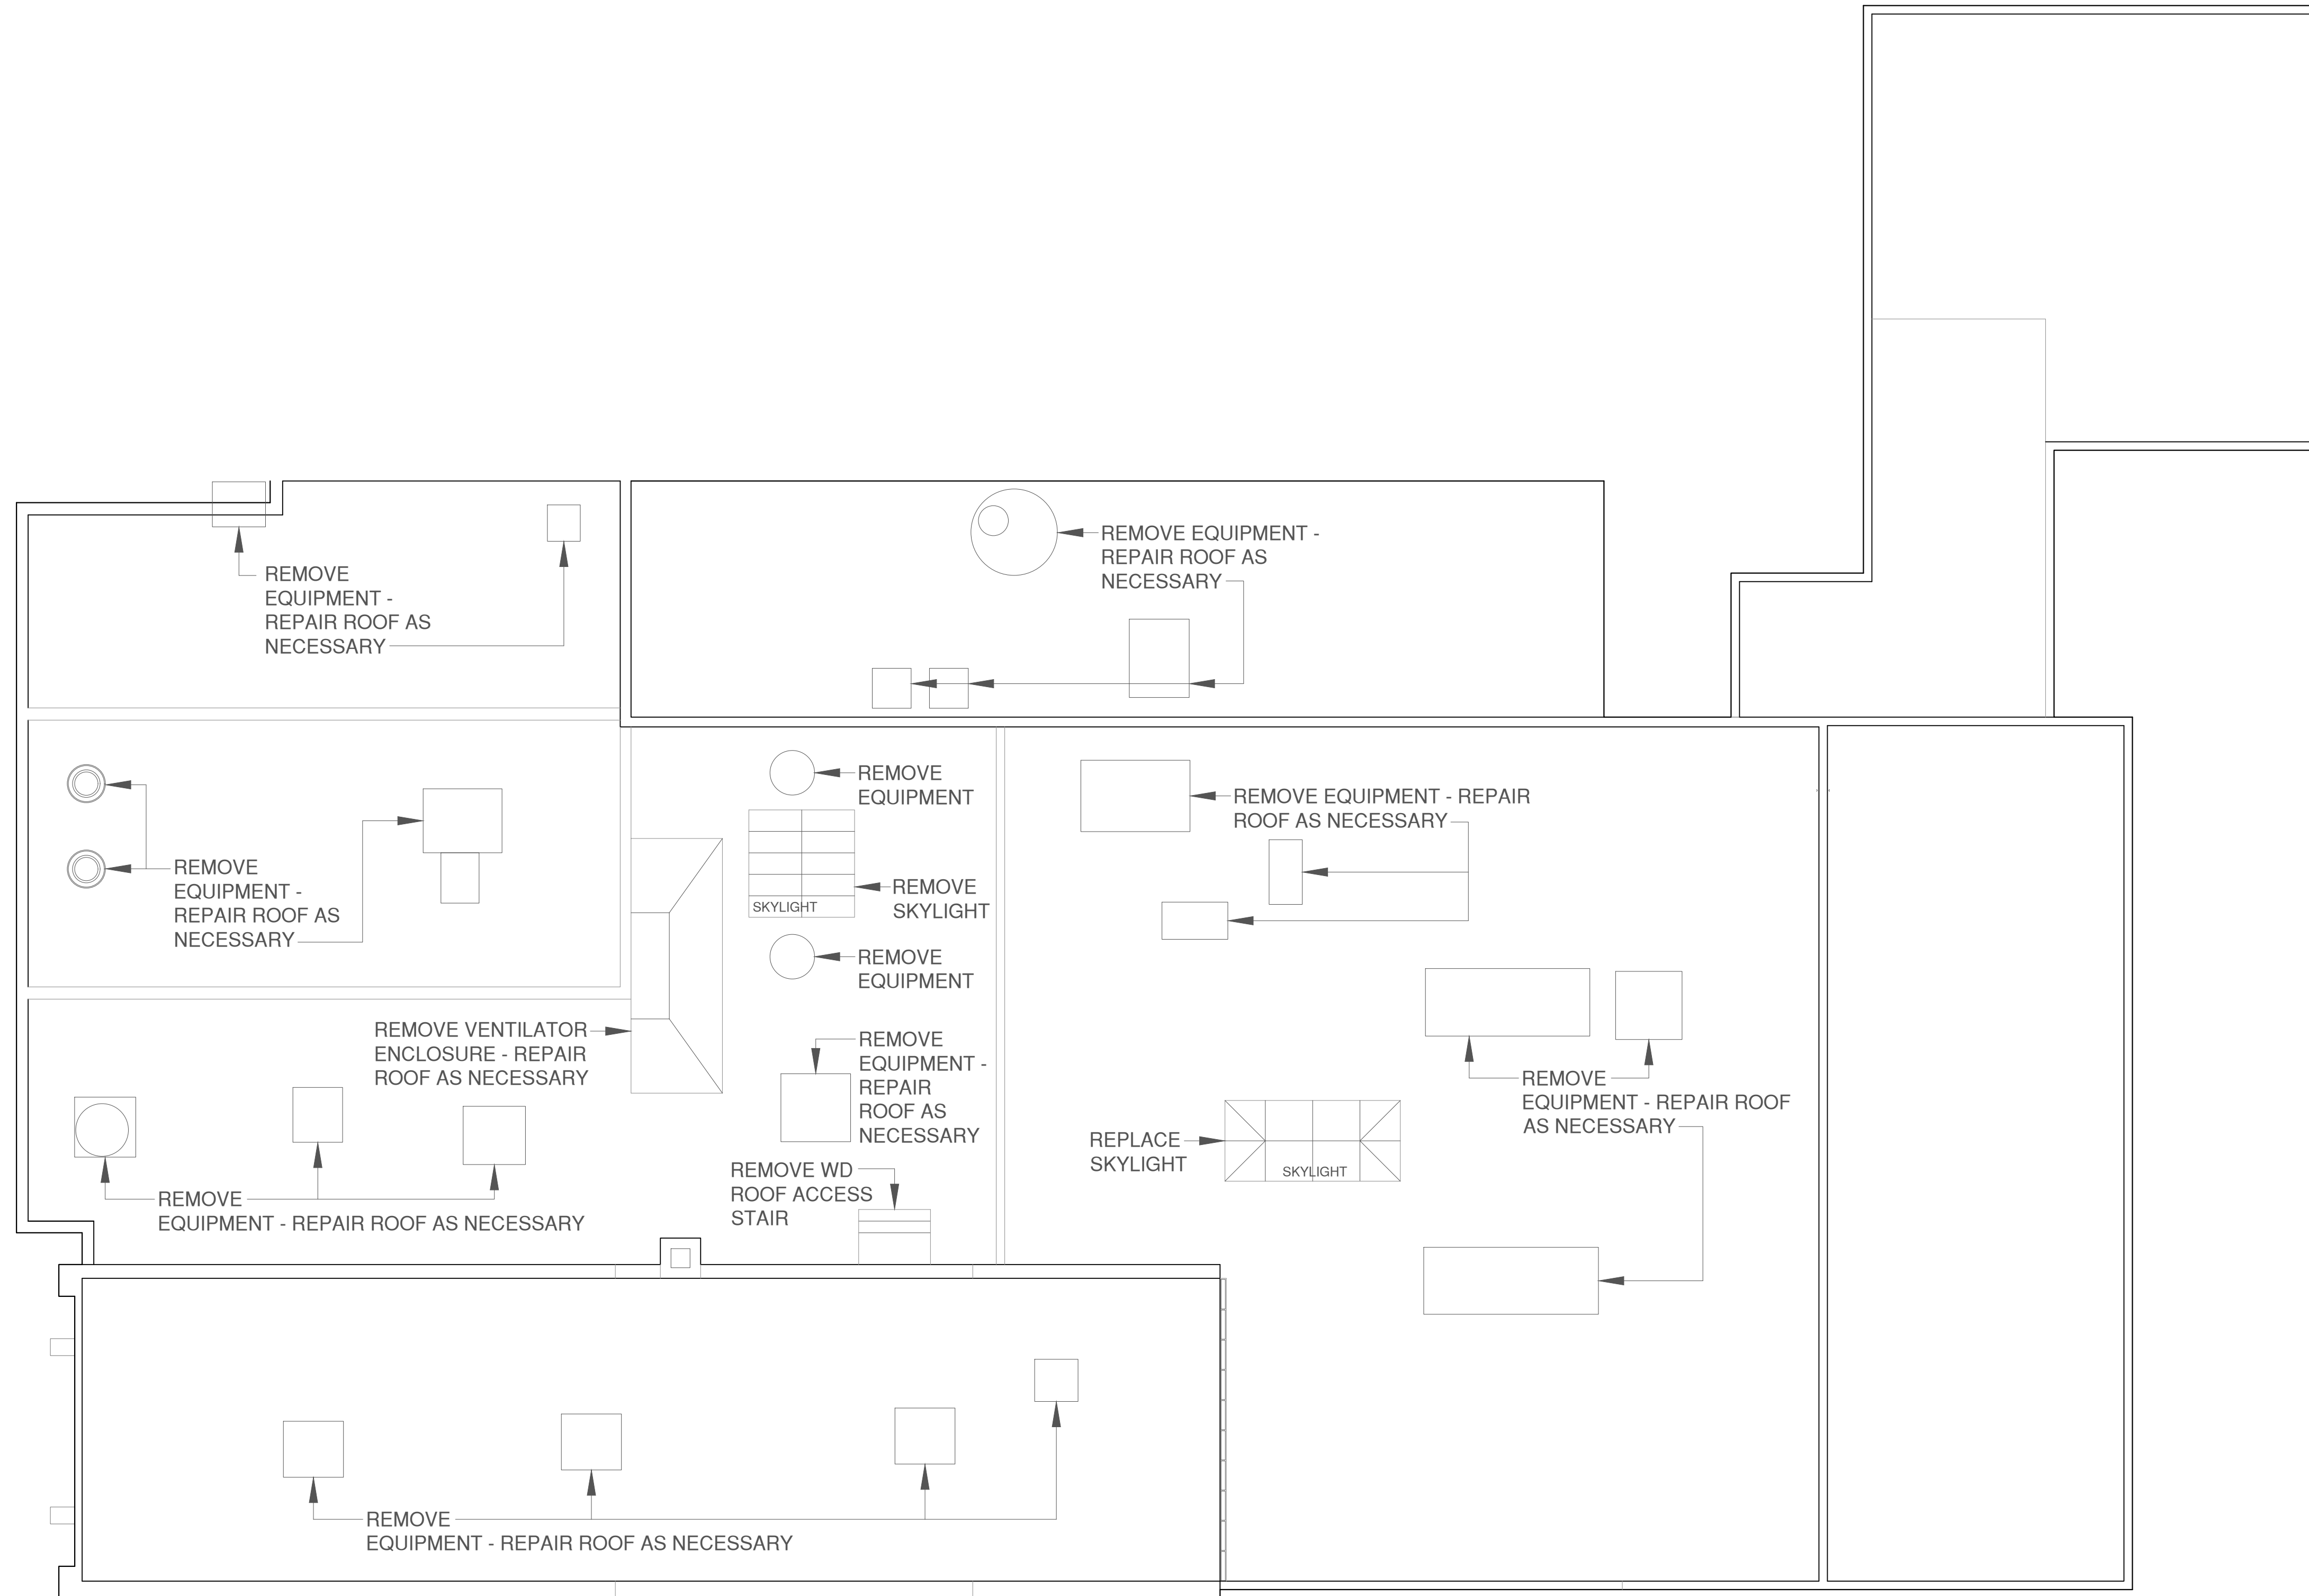 REMOVE EQUIPMENT -
REPAIR ROOF AS
NECESSARY
REMOVE
EQUIPMENT -
REPAIR ROOF AS
NECESSARY
REMOVE
EQUIPMENT
REMOVE EQUIPMENT - REPAIR
ROOF AS NECESSARY
REMOVE
EQUIPMENT -
REPAIR ROOF AS
NECESSARY
REMOVE
SKYLIGHT
SKYLIGHT
REMOVE
EQUIPMENT
REMOVE VENTILATOR
ENCLOSURE - REPAIR
ROOF AS NECESSARY
REMOVE
EQUIPMENT -
REPAIR
ROOF AS
NECESSARY
REMOVE
EQUIPMENT - REPAIR ROOF
AS NECESSARY
REPLACE
SKYLIGHT
SKYLIGHT
REMOVE WD
ROOF ACCESS
STAIR
REMOVE
EQUIPMENT - REPAIR ROOF AS NECESSARY
REMOVE
EQUIPMENT - REPAIR ROOF AS NECESSARY